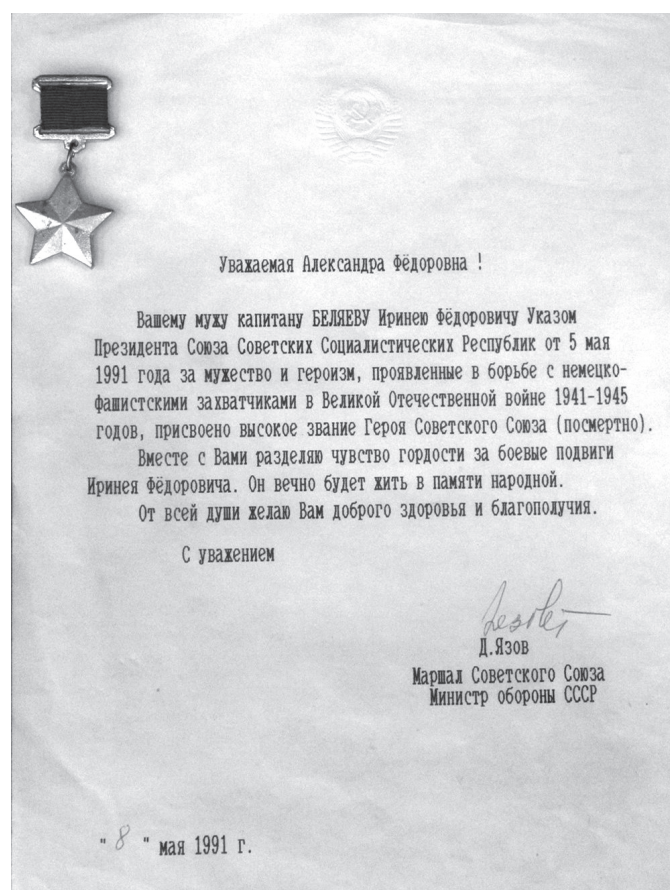 Уважаемая Александра Фёдоровна !
Вашему мужу капитану БЕЛЯЕВУ Иринею Фёдоровичу Указом
Президента Союза Советских Социалистических Республик от 5 мая
1991 года за мужество и героизм, проявленные в борьбе с немецко-
фашистскими захватчиками в Великой Отечественной войне 1941-1945
годов, присвоено высокое звание Героя Советского Союза (посмертно).
Вместе с Вами разделяю чувство гордости за боевые подвиги
Иринея Фёдоровича. Он вечно будет жить в памяти народной.
От всей души желаю Вам доброго здоровья и благополучия.
С уважением
Д.Язов
Маршал Советского Союза
Министр обороны СССР
" 8 " мая 1991 г.